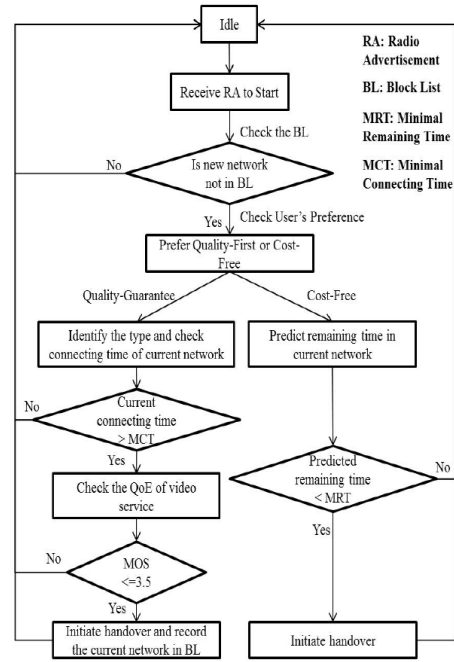 Idle
RA: Radio
Advertisement
BL: Block List
MRT: Minimal
Remaining Time
MCT: Minimal
Connecting Time
Receive RA to Start
Check the BL
No
Is new network
not in BL
Yes
Check User's Preference
Prefer Quality-First or Cost-
Free
Quality-Guarantee
Cost-Free
Identify the type and check
connecting time of current network
Predict remaining time in
current network
No
Current
connecting time
> MCT
Yes
Check the QoE of video
service
Predicted
remaining time
< MRT
No
Yes
No
MOS
<=3.5
Yes
Initiate handover and record
the current network in BL
Initiate handover